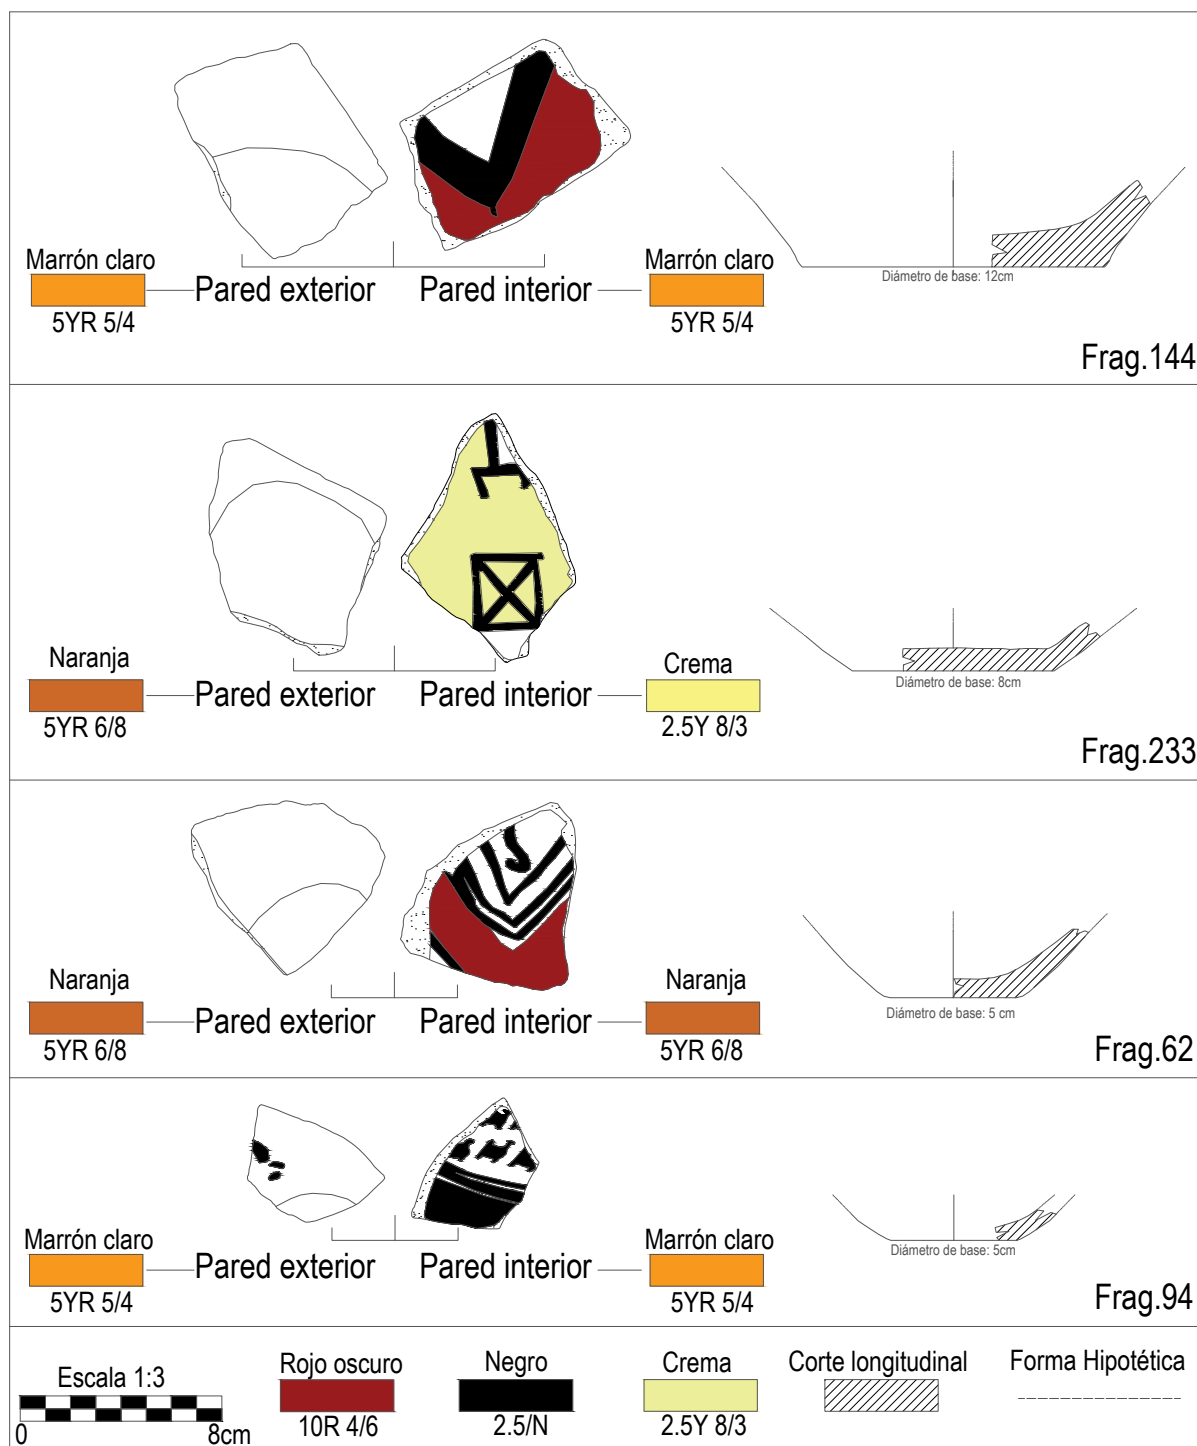 Marrón claro
5YR 5/4
Pared exterior
Pared interior
Marrón claro
5YR 5/4
Diámetro de base: 12cm
Frag.144
Naranja
5YR 6/8
Pared exterior
Pared interior
Crema
2.5Y 8/3
Diámetro de base: 8cm
Frag.233
Naranja
5YR 6/8
Pared exterior
Pared interior
Naranja
5YR 6/8
Diámetro de base: 5 cm
Frag.62
Marrón claro
5YR 5/4
Pared exterior
Pared interior
Marrón claro
5YR 5/4
Diámetro de base: 5cm
Frag.94
Escala 1:3
0 8cm
Rojo oscuro
10R 4/6
Negro
2.5/N
Crema
2.5Y 8/3
Corte longitudinal
Forma Hipotética